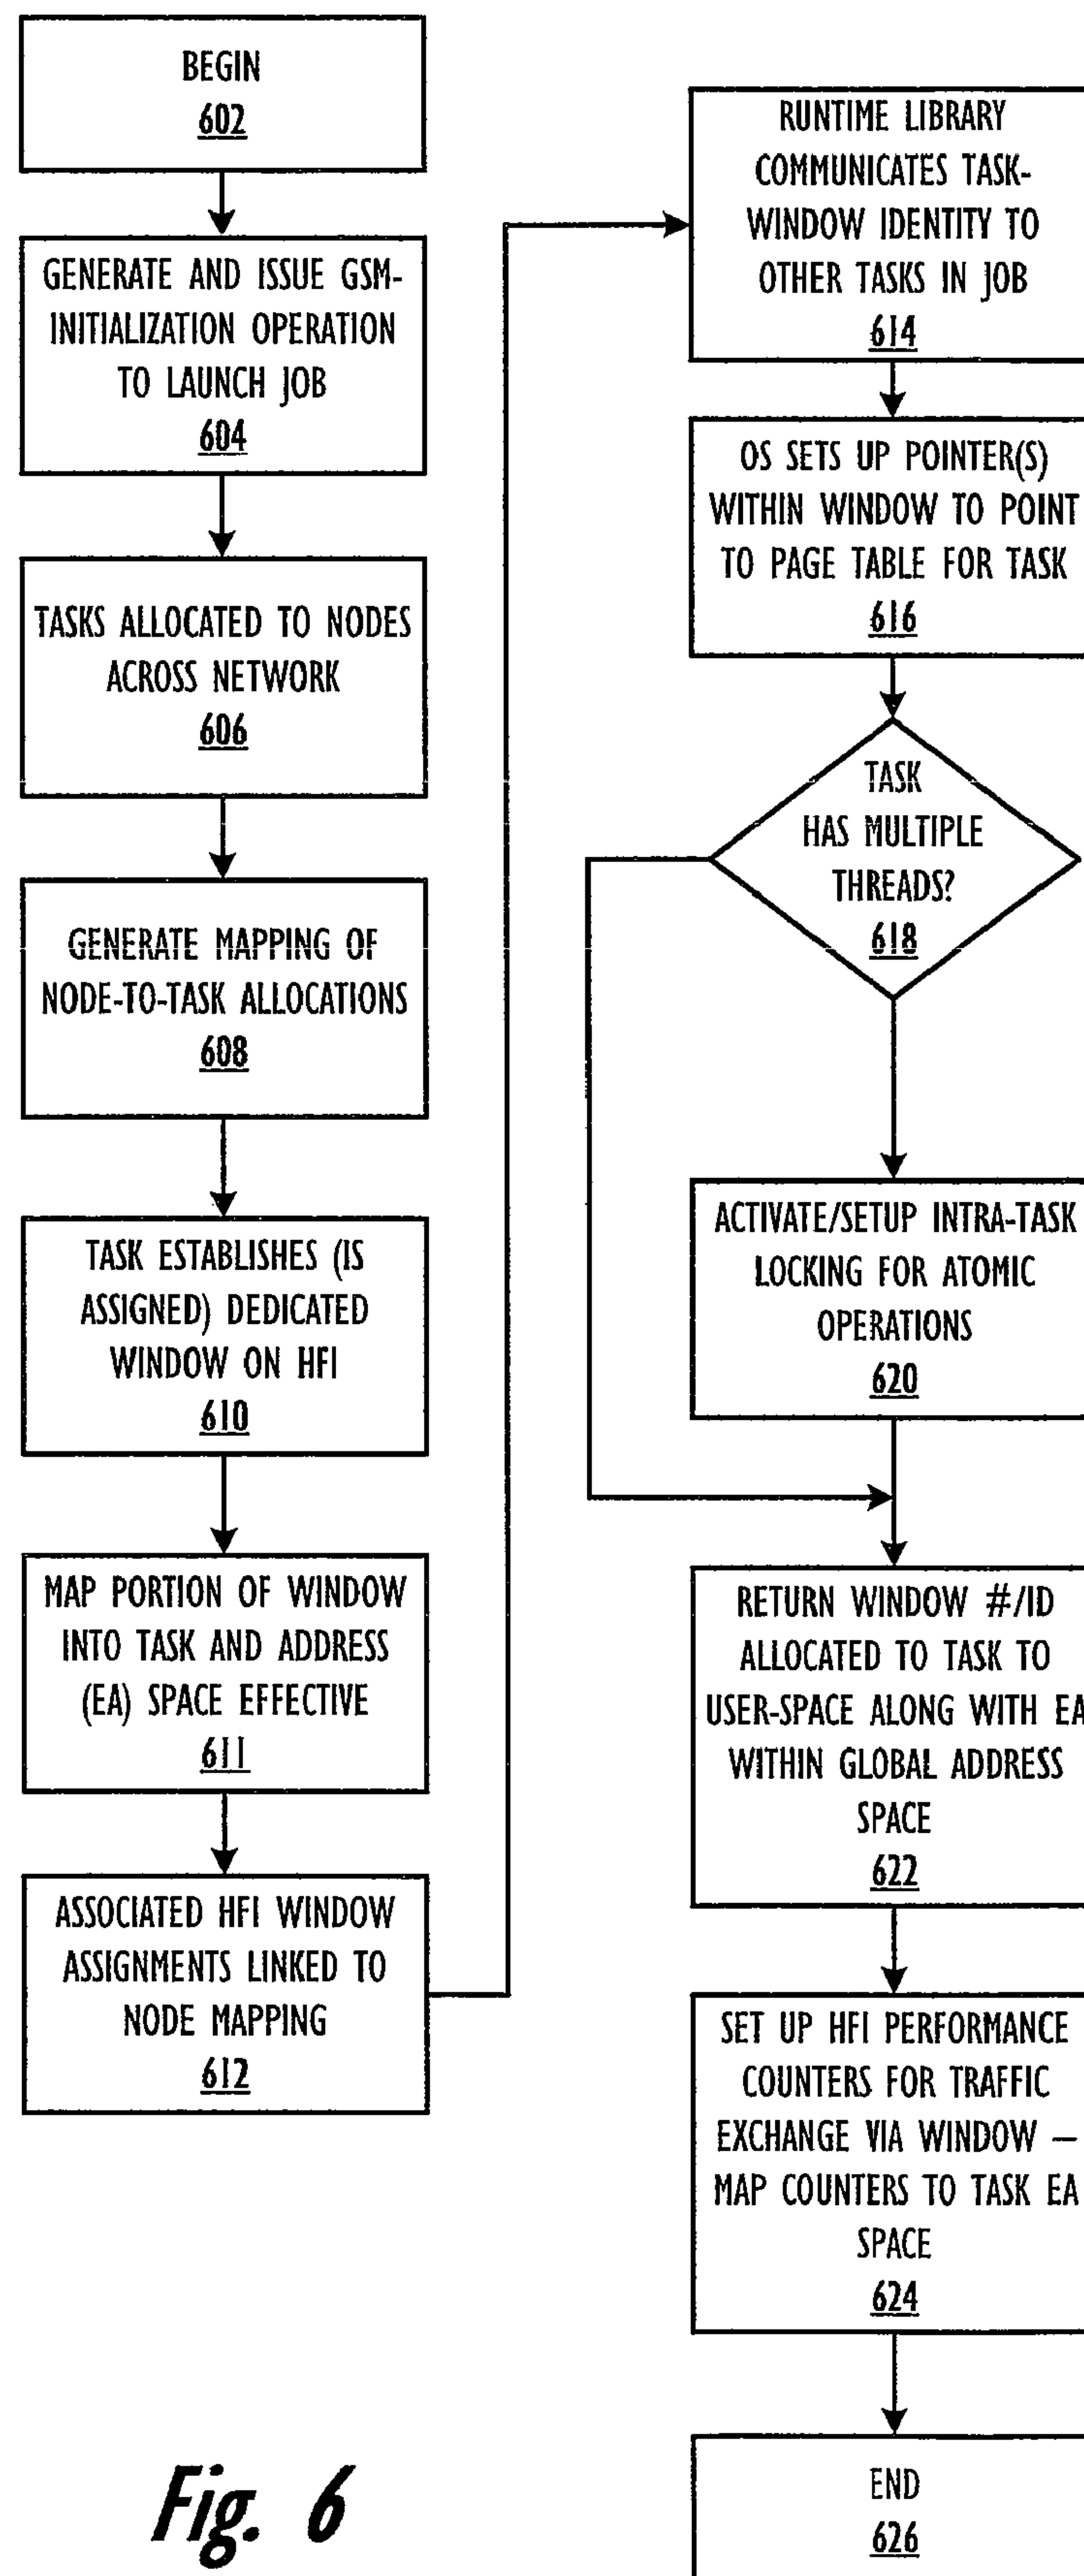 BEGIN
602
GENERATE AND ISSUE GSM-
INITIALIZATION OPERATION
TO LAUNCH JOB
604
TASKS ALLOCATED TO NODES
ACROSS NETWORK
606
GENERATE MAPPING OF
NODE-TO-TASK ALLOCATIONS
608
TASK ESTABLISHES (IS
ASSIGNED) DEDICATED
WINDOW ON HFI
610
MAP PORTION OF WINDOW
INTO TASK AND ADDRESS
(EA) SPACE EFFECTIVE
611
ASSOCIATED HFI WINDOW
ASSIGNMENTS LINKED TO
NODE MAPPING
612
RUNTIME LIBRARY
COMMUNICATES TASK-
WINDOW IDENTITY TO
OTHER TASKS IN JOB
614
OS SETS UP POINTER(S)
WITHIN WINDOW TO POINT
TO PAGE TABLE FOR TASK
616
TASK
HAS MULTIPLE
THREADS?
618
ACTIVATE/SETUP INTRA-TASK
LOCKING FOR ATOMIC
OPERATIONS
620
RETURN WINDOW #/ID
ALLOCATED TO TASK TO
USER-SPACE ALONG WITH EA
WITHIN GLOBAL ADDRESS
SPACE
622
SET UP HFI PERFORMANCE
COUNTERS FOR TRAFFIC
EXCHANGE VIA WINDOW –
MAP COUNTERS TO TASK EA
SPACE
624
END
626
Fig. 6